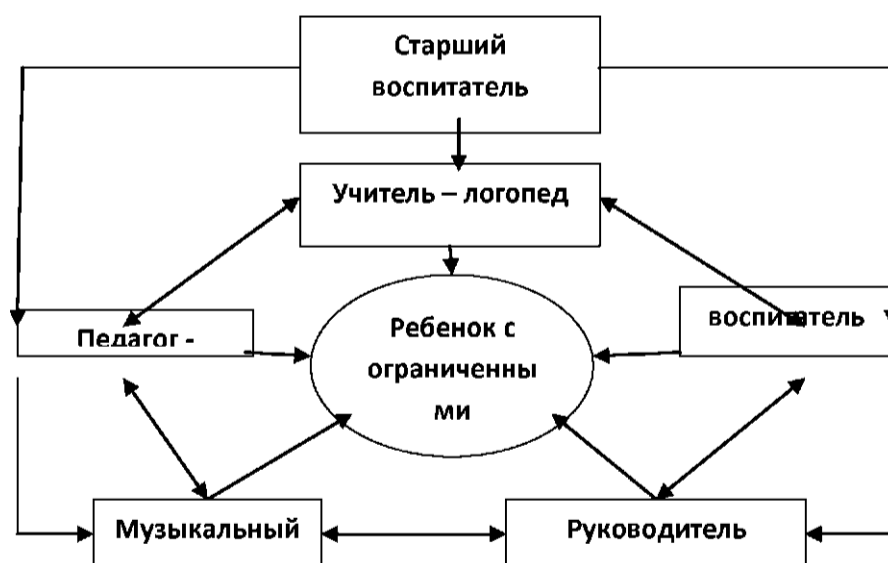 Старший
воспитатель
Учитель – логопед
Педагог -
Ребенок с
ограниченны
ми
воспитатель
Музыкальный
Руководитель